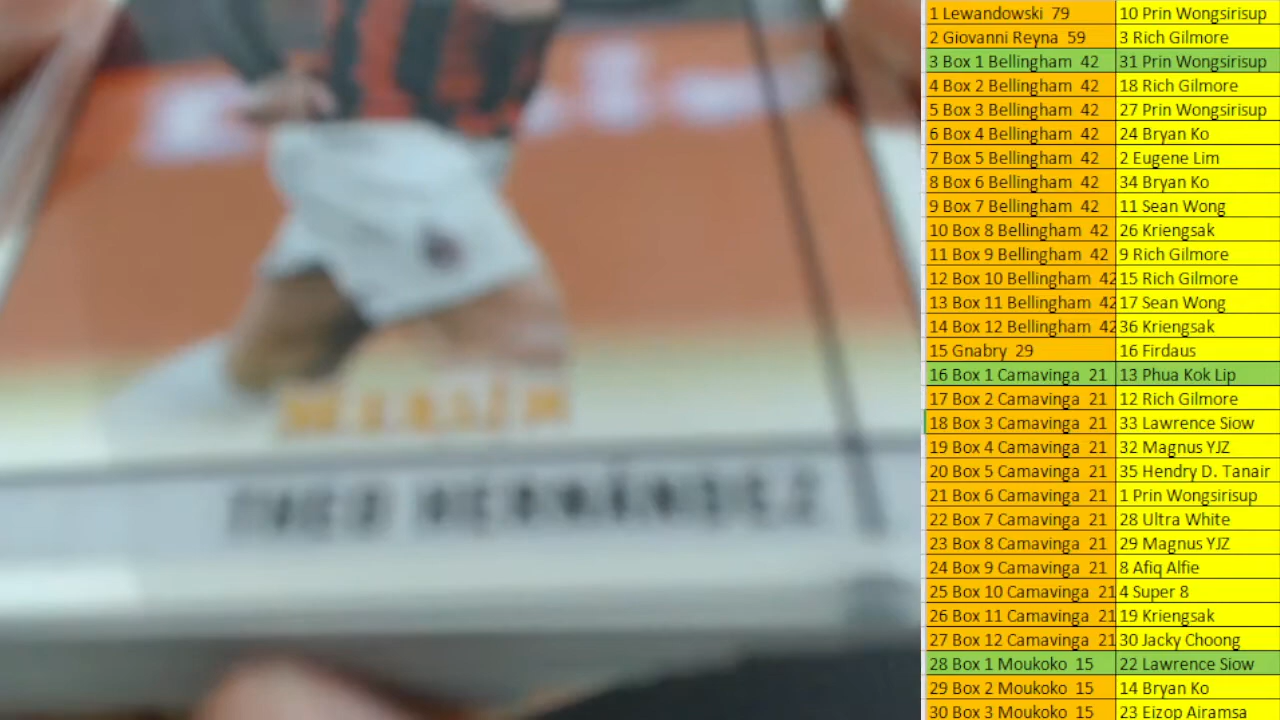 Merlin
THEO HERNÁNDEZ
1 Lewandowski 79 10 Prin Wongsirisup
2 Giovanni Reyna 59 3 Rich Gilmore
3 Box 1 Bellingham 42 31 Prin Wongsirisup
4 Box 2 Bellingham 42 18 Rich Gilmore
5 Box 3 Bellingham 42 27 Prin Wongsirisup
6 Box 4 Bellingham 42 24 Bryan Ko
7 Box 5 Bellingham 42 2 Eugene Lim
8 Box 6 Bellingham 42 34 Bryan Ko
9 Box 7 Bellingham 42 11 Sean Wong
10 Box 8 Bellingham 42 26 Kriengsak
11 Box 9 Bellingham 42 9 Rich Gilmore
12 Box 10 Bellingham 42 15 Rich Gilmore
13 Box 11 Bellingham 42 17 Sean Wong
14 Box 12 Bellingham 42 36 Kriengsak
15 Gnabry 29 16 Firdaus
16 Box 1 Camavinga 21 13 Phua Kok Lip
17 Box 2 Camavinga 21 12 Rich Gilmore
18 Box 3 Camavinga 21 33 Lawrence Siow
19 Box 4 Camavinga 21 32 Magnus YJZ
20 Box 5 Camavinga 21 35 Hendry D. Tanair
21 Box 6 Camavinga 21 1 Prin Wongsirisup
22 Box 7 Camavinga 21 28 Ultra White
23 Box 8 Camavinga 21 29 Magnus YJZ
24 Box 9 Camavinga 21 8 Afiq Alfie
25 Box 10 Camavinga 21 4 Super 8
26 Box 11 Camavinga 21 19 Kriengsak
27 Box 12 Camavinga 21 30 Jacky Choong
28 Box 1 Moukoko 15 22 Lawrence Siow
29 Box 2 Moukoko 15 14 Bryan Ko
30 Box 3 Moukoko 15 23 Eizop Airamsa